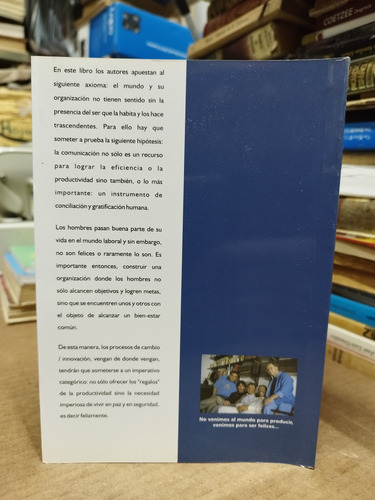 COETZEE
En este libro los autores apuestan al
siguiente axioma: el mundo y su
organización no tienen sentido sin la
presencia del ser que la habita y los hace
trascendentes. Para ello hay que
someter a prueba la siguiente hipótesis:
la comunicación no sólo es un recurso
para lograr la eficiencia o la
productividad sino también, o lo más
importante: un instrumento de
conciliación y gratificación humana.
Los hombres pasan buena parte de su
vida en el mundo laboral y sin embargo,
no son felices o raramente lo son. Es
importante entonces, construir una
organización donde los hombres no
sólo alcancen objetivos y logren metas,
sino que se encuentren unos y otros con
el objeto de alcanzar un bien-estar
común.
De esta manera, los procesos de cambio
/ innovación, vengan de donde vengan,
tendrán que someterse a un imperativo
categórico: no sólo ofrecer los "regalos"
de la productividad sino la necesidad
imperiosa de vivir en paz y en seguridad,
es decir felizmente.
No venimos al mundo para producir,
venimos para ser felices...